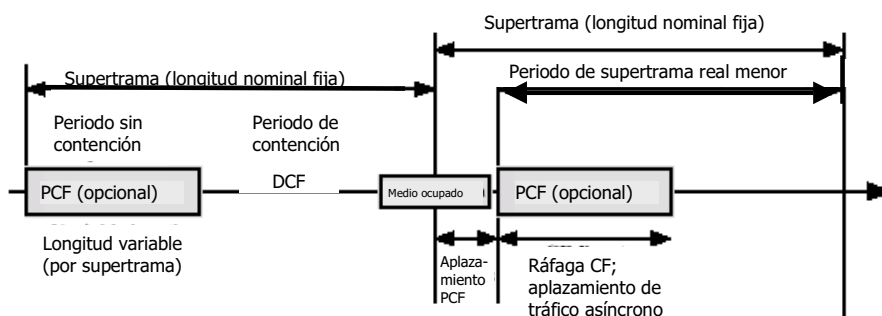 Supertrama (longitud nominal fija)
Supertrama (longitud nominal fija)
Periodo de supertrama real menor
Periodo sin
contención
Periodo de
contención
PCF (opcional)
DCF
Medio ocupado
PCF (opcional)
Longitud variable
(por supertrama)
Aplaza-
miento
PCF
Ráfaga CF;
aplazamiento de
tráfico asíncrono